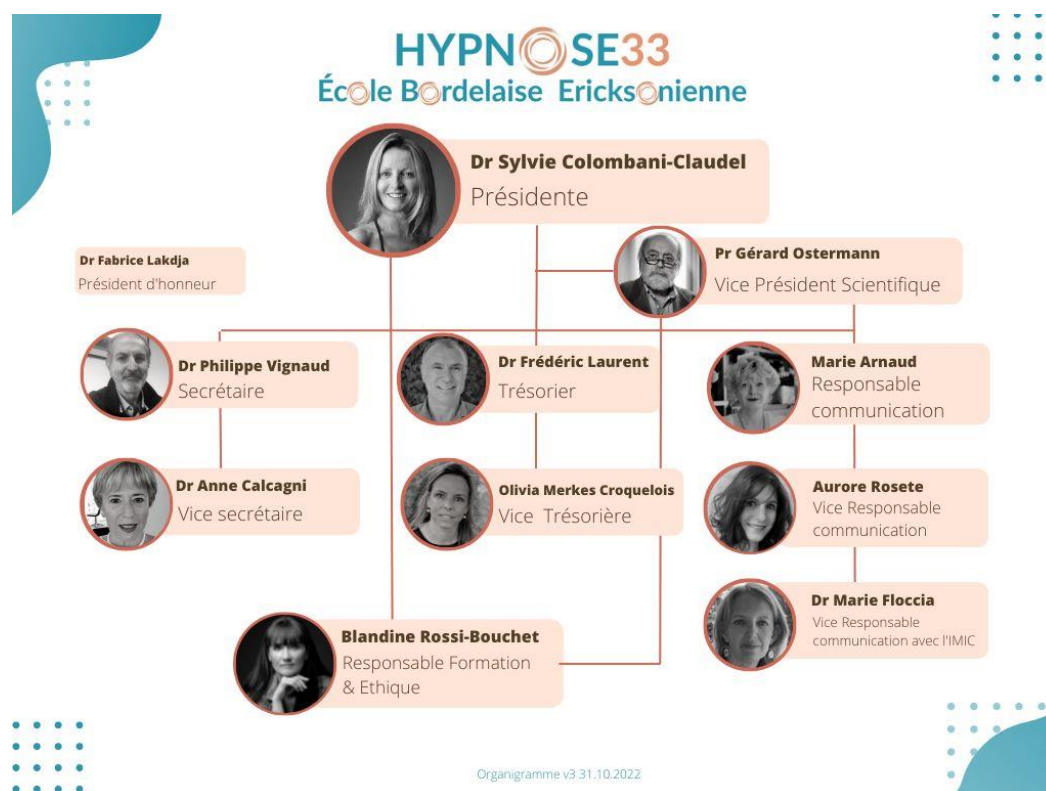 HYPNOSE33
École Bordelaise Ericksonienne
Dr Sylvie Colombani-Claudel
Présidente
Dr Fabrice Lakdja
Président d'honneur
Pr Gérard Ostermann
Vice Président Scientifique
Dr Philippe Vignaud
Secrétaire
Dr Frédéric Laurent
Trésorier
Marie Arnaud
Responsable
communication
Dr Anne Calcagni
Vice secrétaire
Olivia Merkes Croquelois
Vice Trésorière
Aurore Rosete
Vice Responsable
communication
Dr Marie Floccia
Vice Responsable
communication avec l'IMIC
Blandine Rossi-Bouchet
Responsable Formation
& Ethique
Organigramme v3 31.10.2022